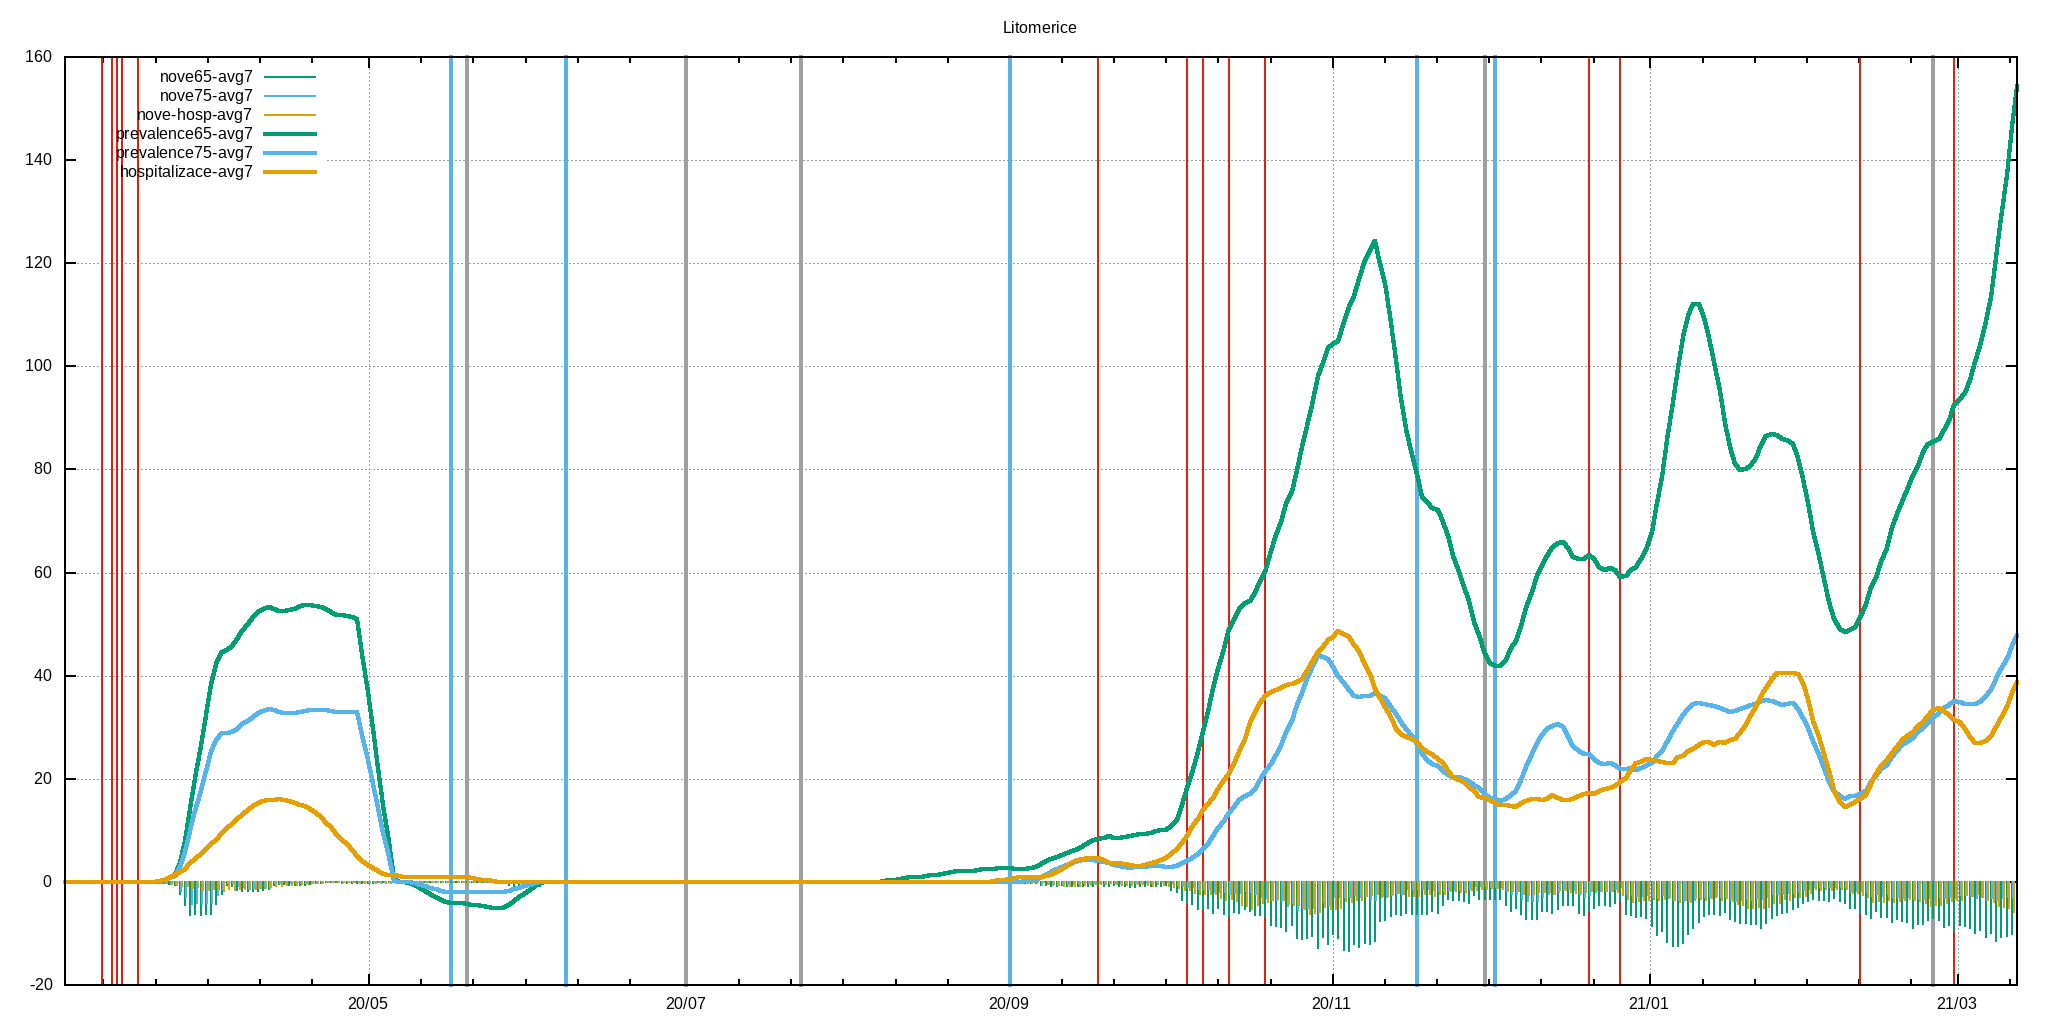 Litomerice
160
140
120
100
80
60
40
20
0
-20
nove65-avg7
nove75-avg7
nove-hosp-avg7
prevalence65-avg7
prevalence75-avg7
hospitalizace-avg7
20/05 20/07 20/09 20/11 21/01 21/03